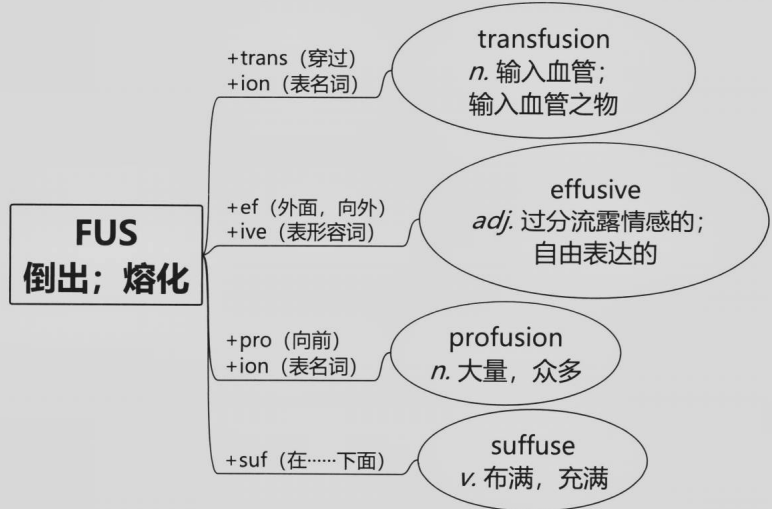 FUS
倒出；熔化
+trans（穿过）
+ion（表名词）
transfusion
n. 输入血管；
输入血管之物
+ef（外面，向外）
+ive（表形容词）
effusive
adj. 过分流露情感的；
自由表达的
+pro（向前）
+ion（表名词）
profusion
n. 大量，众多
+suf（在……下面）
suffuse
v. 布满，充满